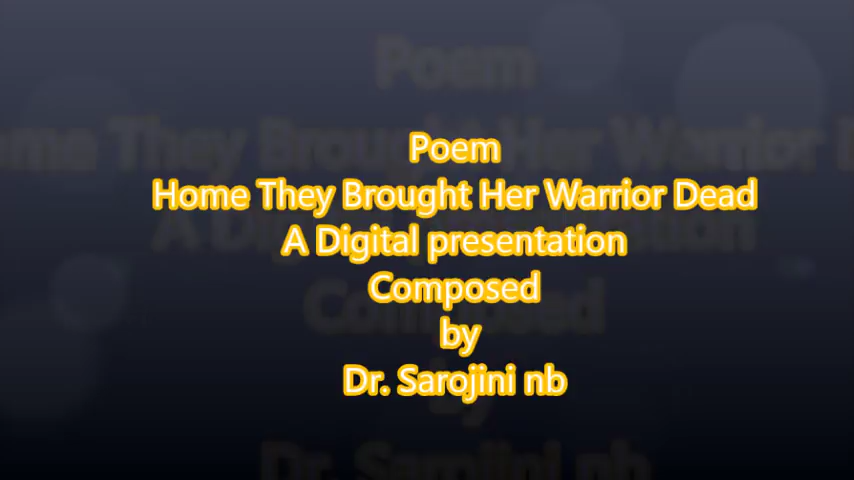 Poem
Home They Brought Her Warrior Dead
A Digital presentation
Composed
by
Dr. Sarojini nb